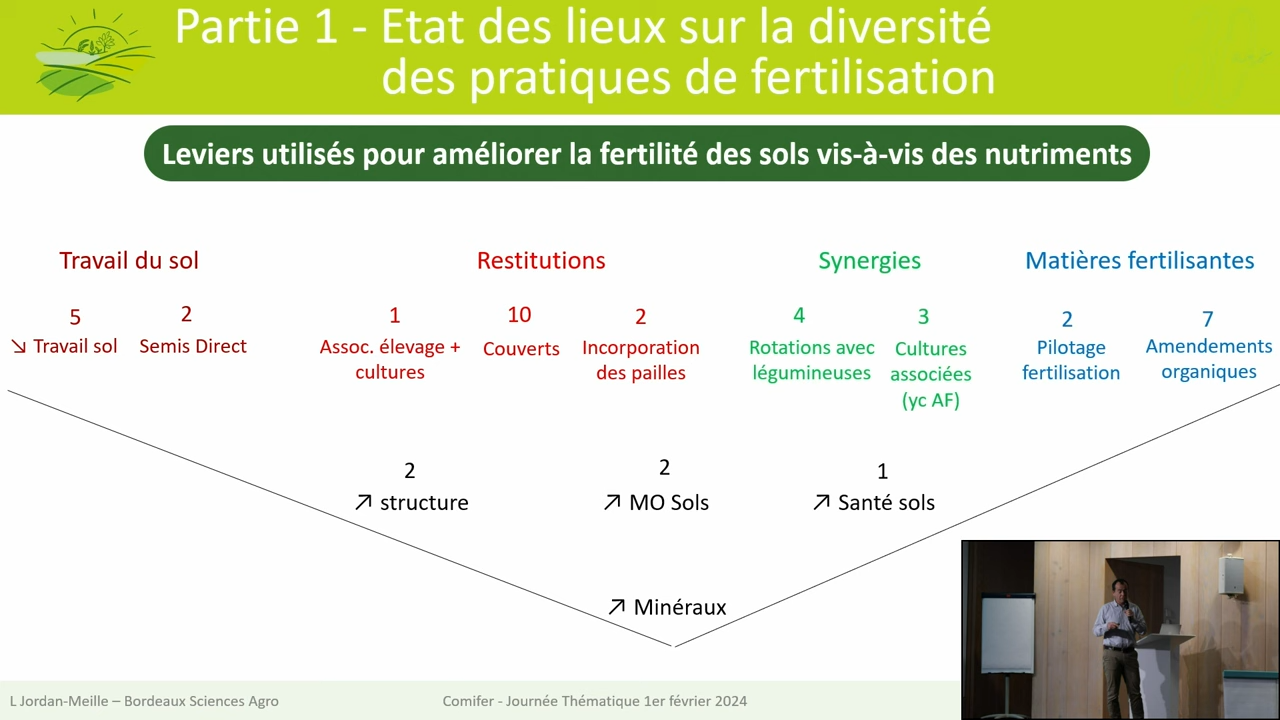 Partie 1 - Etat des lieux sur la diversité
des pratiques de fertilisation
Leviers utilisés pour améliorer la fertilité des sols vis-à-vis des nutriments
Travail du sol
5
↘ Travail sol
2
Semis Direct
Restitutions
1
Assoc. élevage +
cultures
10
Couverts
2
Incorporation
des pailles
Synergies
4
Rotations avec
légumineuses
3
Cultures
associées
(yc AF)
Matières fertilisantes
2
Pilotage
fertilisation
7
Amendements
organiques
2
↗ structure
2
↗ MO Sols
1
↗ Santé sols
↗ Minéraux
L Jordan-Meille – Bordeaux Sciences Agro
Comifer - Journée Thématique 1er février 2024